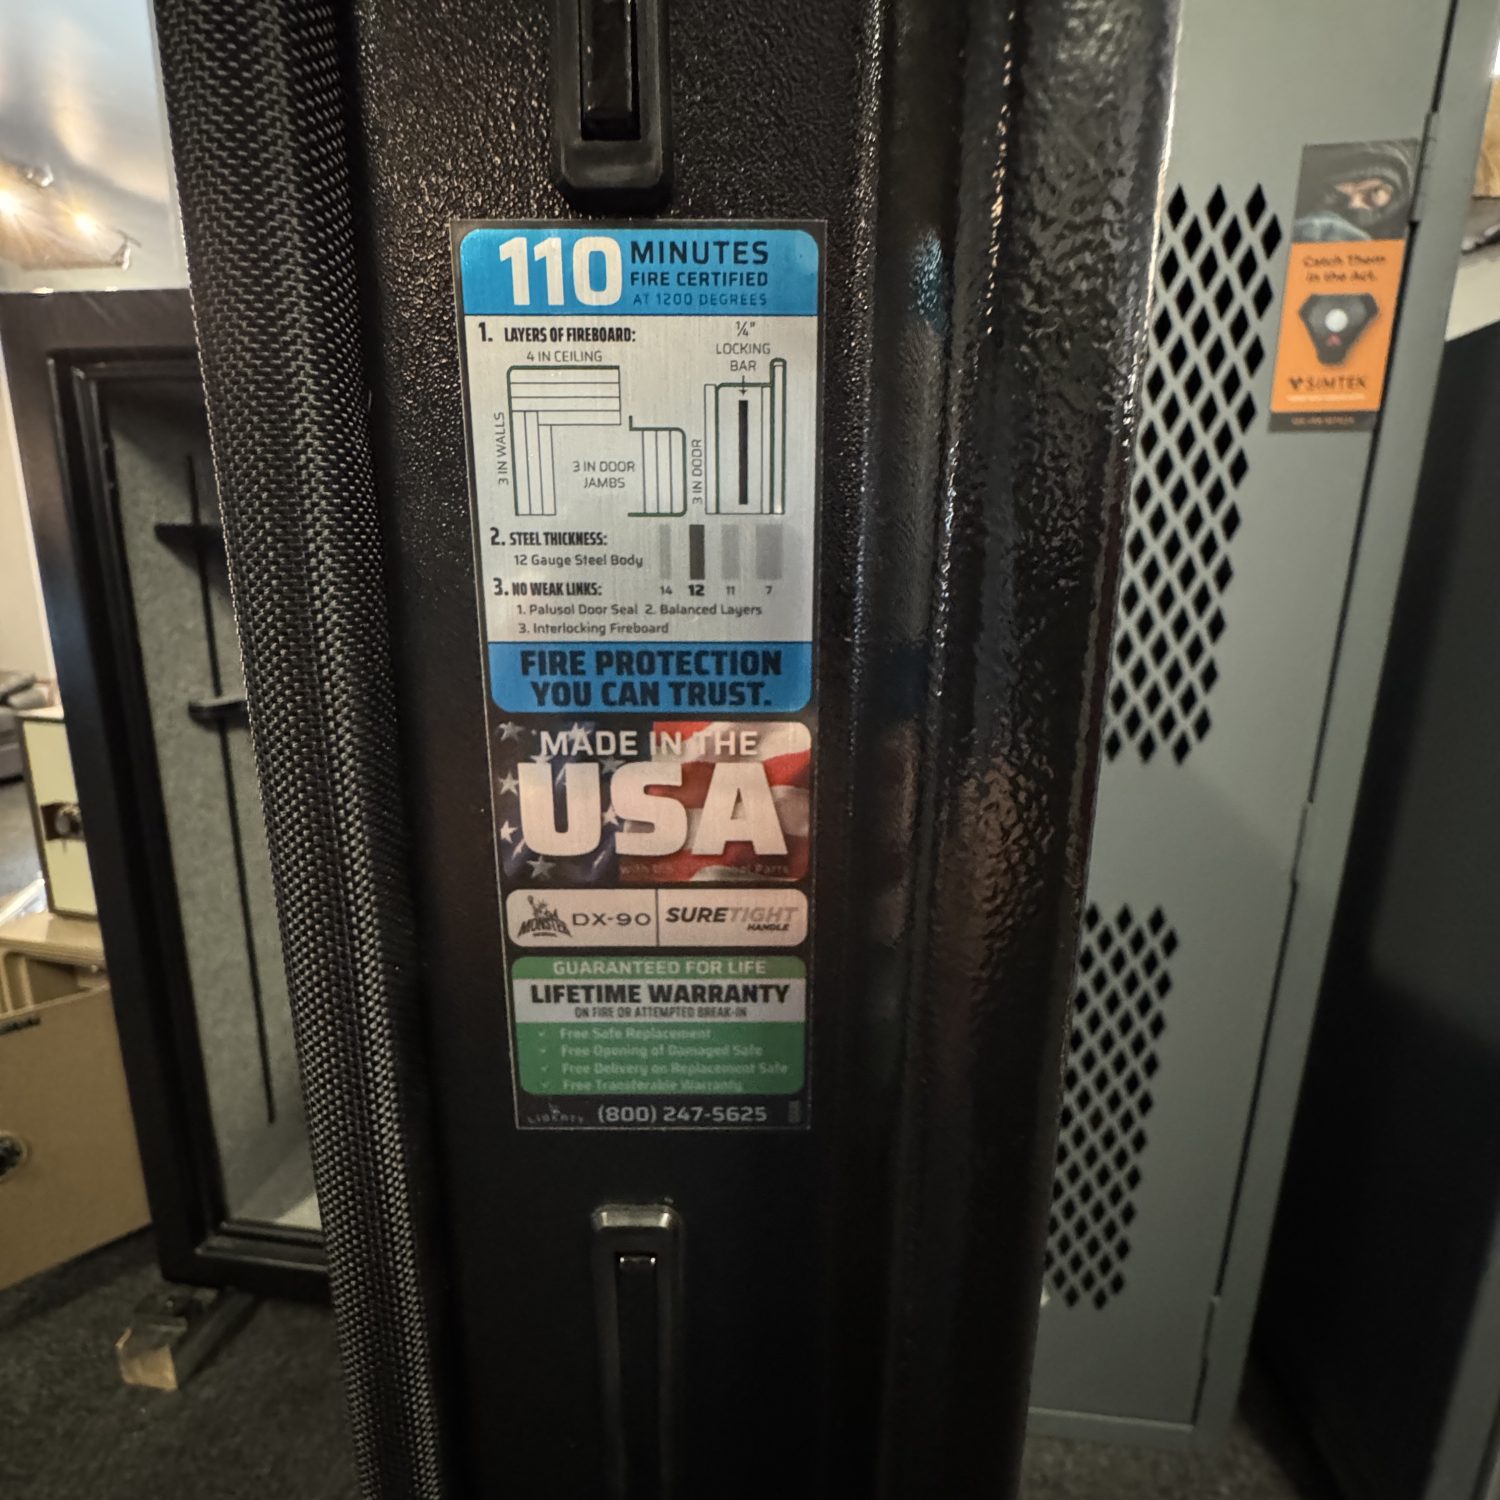 110 MINUTES
FIRE CERTIFIED
AT 1200 DEGREES
1. LAYERS OF FIREBOARD:
4 IN CEILING
3 IN WALLS
3 IN DOOR
JAMBS
3 IN DOOR
1/4"
LOCKING
BAR
2. STEEL THICKNESS:
12 Gauge Steel Body
14 12 11 7
3. NO WEAK LINKS:
1. Palusol Door Seal 2. Balanced Layers
3. Interlocking Fireboard
FIRE PROTECTION
YOU CAN TRUST.
MADE IN THE
USA
MONSTER
DX-90
SURETIGHT
HANDLE
GUARANTEED FOR LIFE
LIFETIME WARRANTY
ON FIRE OR ATTEMPTED BREAK-IN
Free Safe Replacement
Free Opening of Damaged Safe
Free Delivery on Replacement Safe
Free Transferable Warranty
LIBERTY (800) 247-5625
Catch Them
in the Act.
SIMTEK